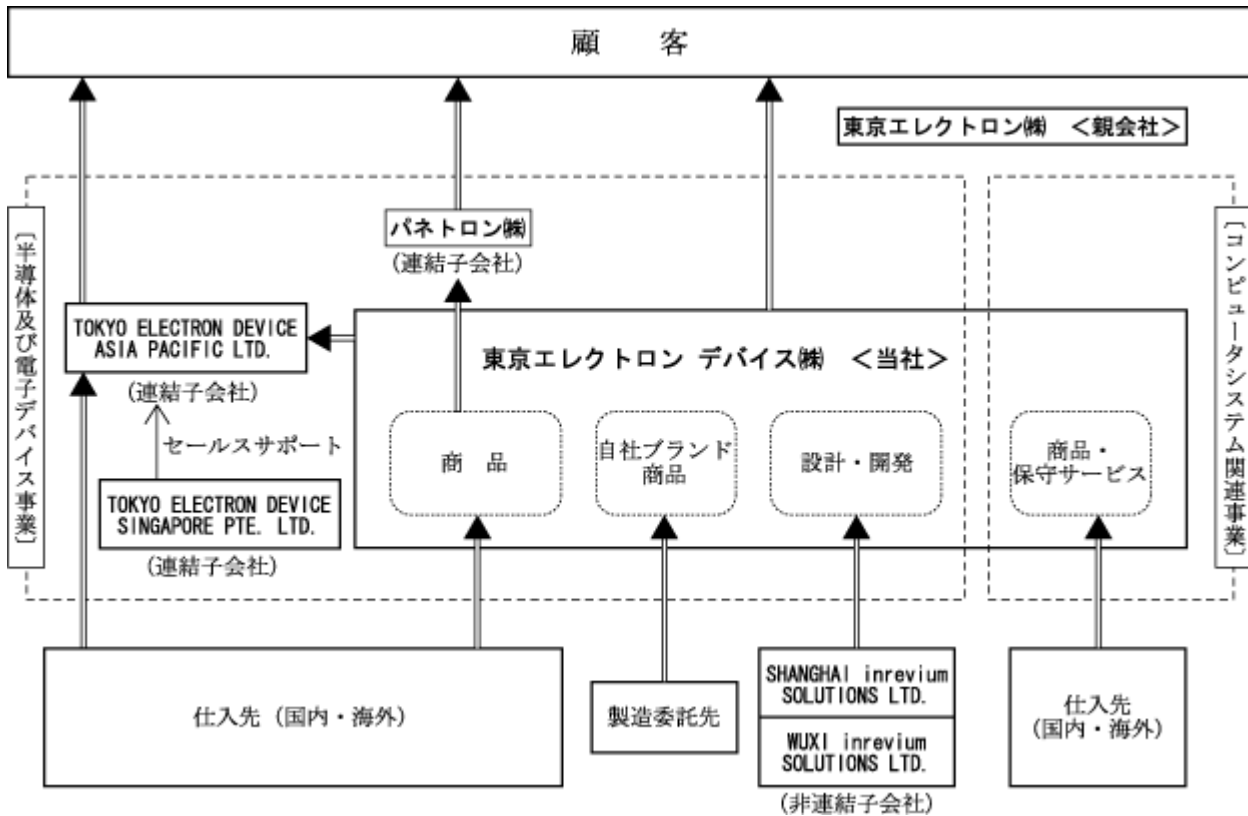 顧　客
東京エレクトロン㈱　＜親会社＞
〔半導体及び電子デバイス事業〕
〔コンピュータシステム関連事業〕
パネトロン㈱
(連結子会社)
TOKYO ELECTRON DEVICE
ASIA PACIFIC LTD.
(連結子会社)
セールスサポート
TOKYO ELECTRON DEVICE
SINGAPORE PTE. LTD.
(連結子会社)
東京エレクトロン デバイス㈱　＜当社＞
商　品
自社ブランド
商品
設計・開発
商品・
保守サービス
仕入先（国内・海外）
製造委託先
SHANGHAI inrevium
SOLUTIONS LTD.
WUXI inrevium
SOLUTIONS LTD.
(非連結子会社)
仕入先
(国内・海外)